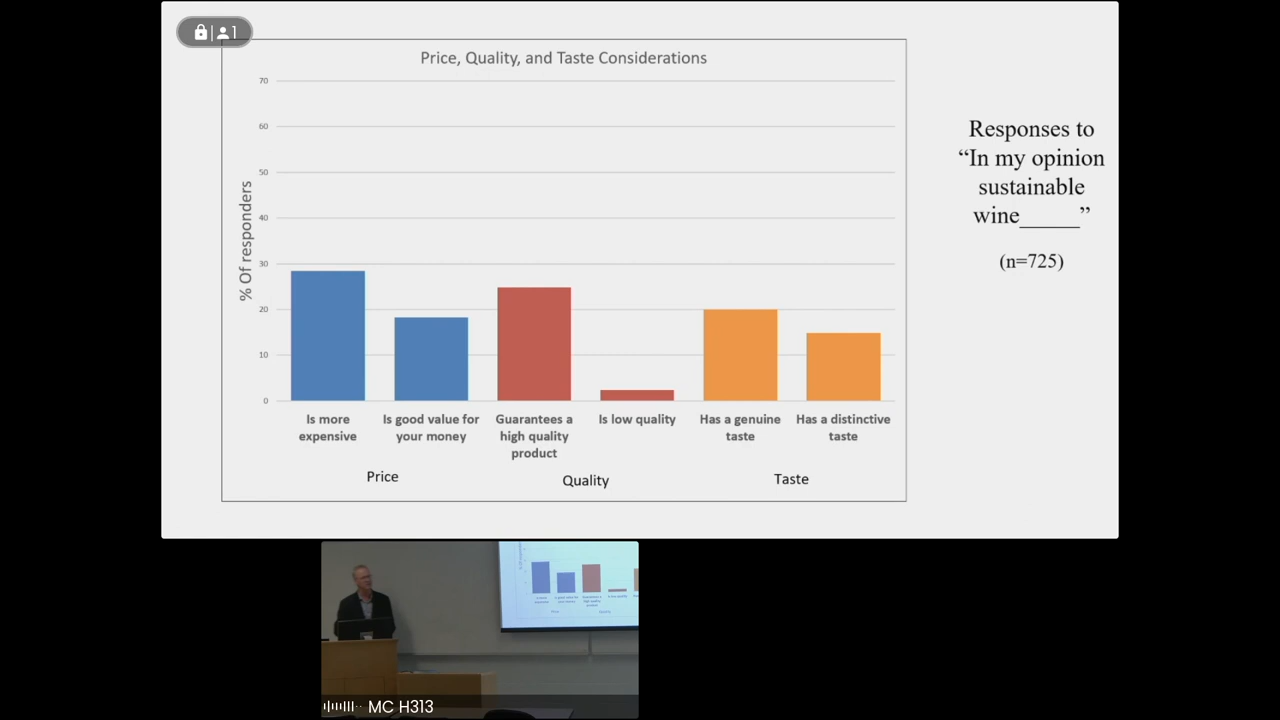 1
Price, Quality, and Taste Considerations
70
60
50
40
30
20
10
0
% Of responders
Is more
expensive
Is good value for
your money
Guarantees a
high quality
product
Is low quality
Has a genuine
taste
Has a distinctive
taste
Price
Quality
Taste
Responses to
“In my opinion
sustainable
wine_____”
(n=725)
MC H313